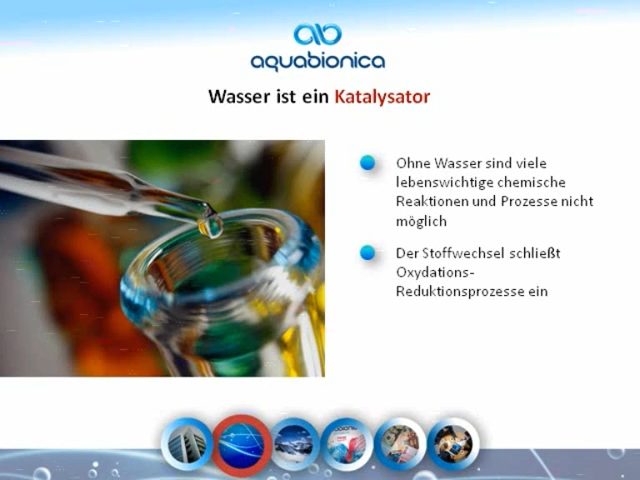 aquabionica
Wasser ist ein Katalysator
Ohne Wasser sind viele
lebenswichtige chemische
Reaktionen und Prozesse nicht
möglich
Der Stoffwechsel schließt
Oxydations-
Reduktionsprozesse ein